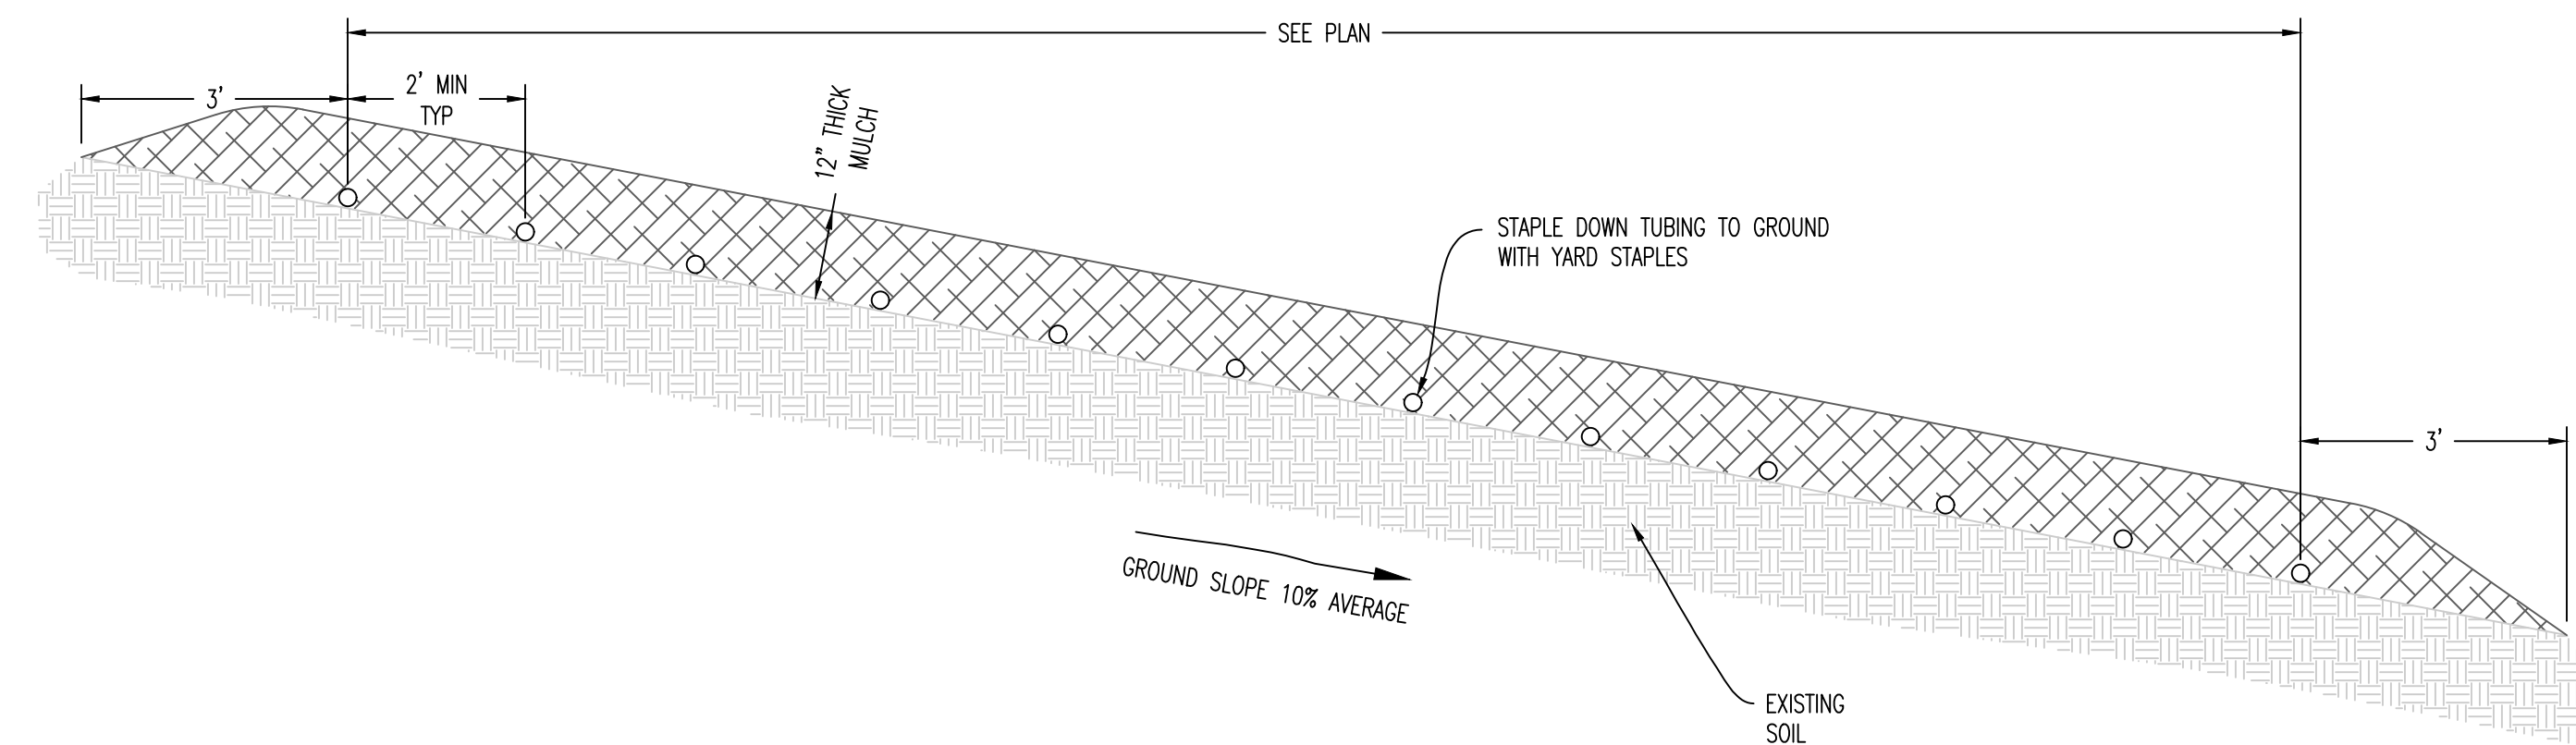 SEE PLAN
3'
2' MIN
TYP
12" THICK
MULCH
STAPLE DOWN TUBING TO GROUND
WITH YARD STAPLES
3'
GROUND SLOPE 10% AVERAGE
EXISTING
SOIL